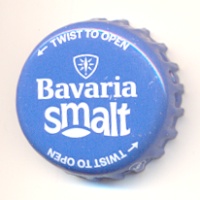 ← TWIST TO OPEN
Bavaria
smalt
← TWIST TO OPEN